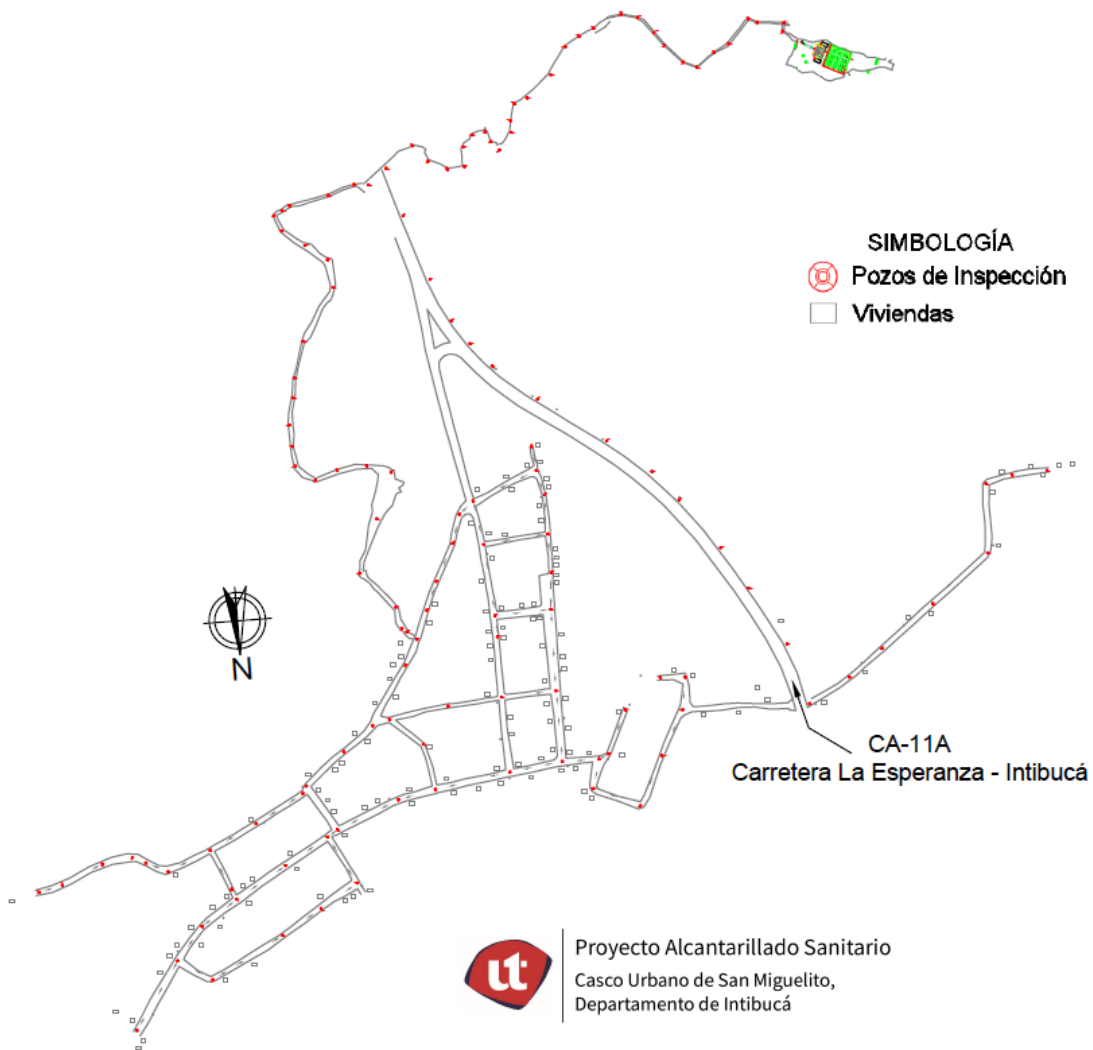 SIMBOLOGÍA
Pozos de Inspección
Viviendas
N
CA-11A
Carretera La Esperanza - Intibucá
ut
Proyecto Alcantarillado Sanitario
Casco Urbano de San Miguelito,
Departamento de Intibucá